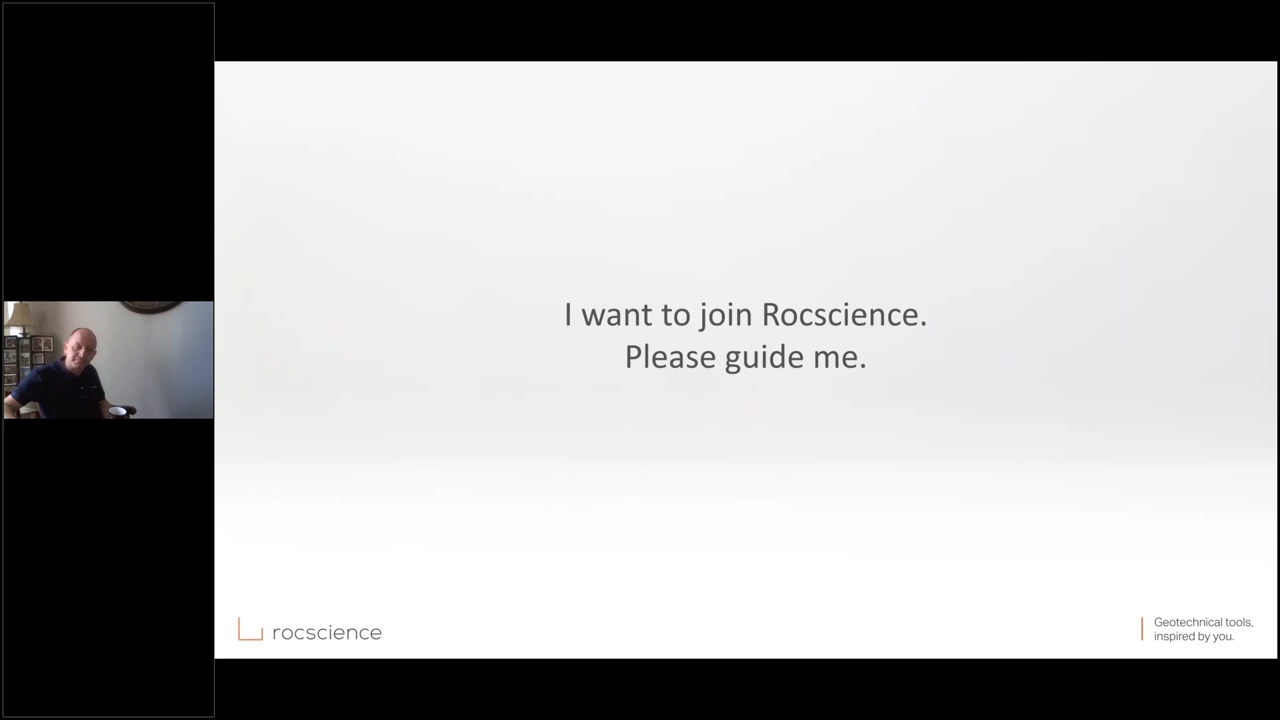 I want to join Rocscience.
Please guide me.
rocscience
Geotechnical tools,
inspired by you.